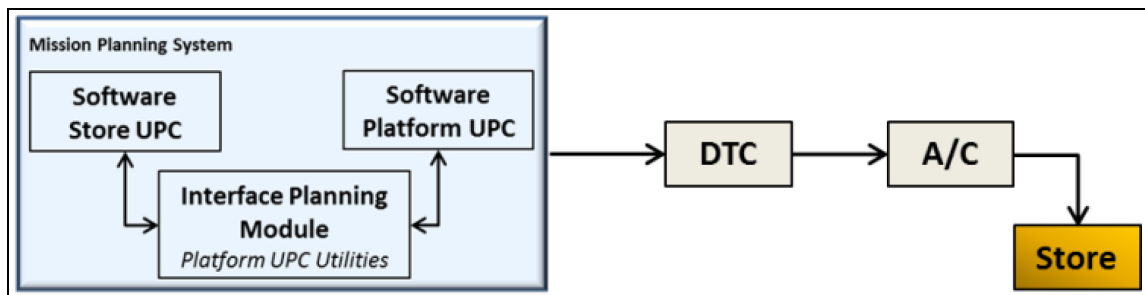 Mission Planning System
Software
Store UPC
Software
Platform UPC
Interface Planning
Module
Platform UPC Utilities
DTC
A/C
Store